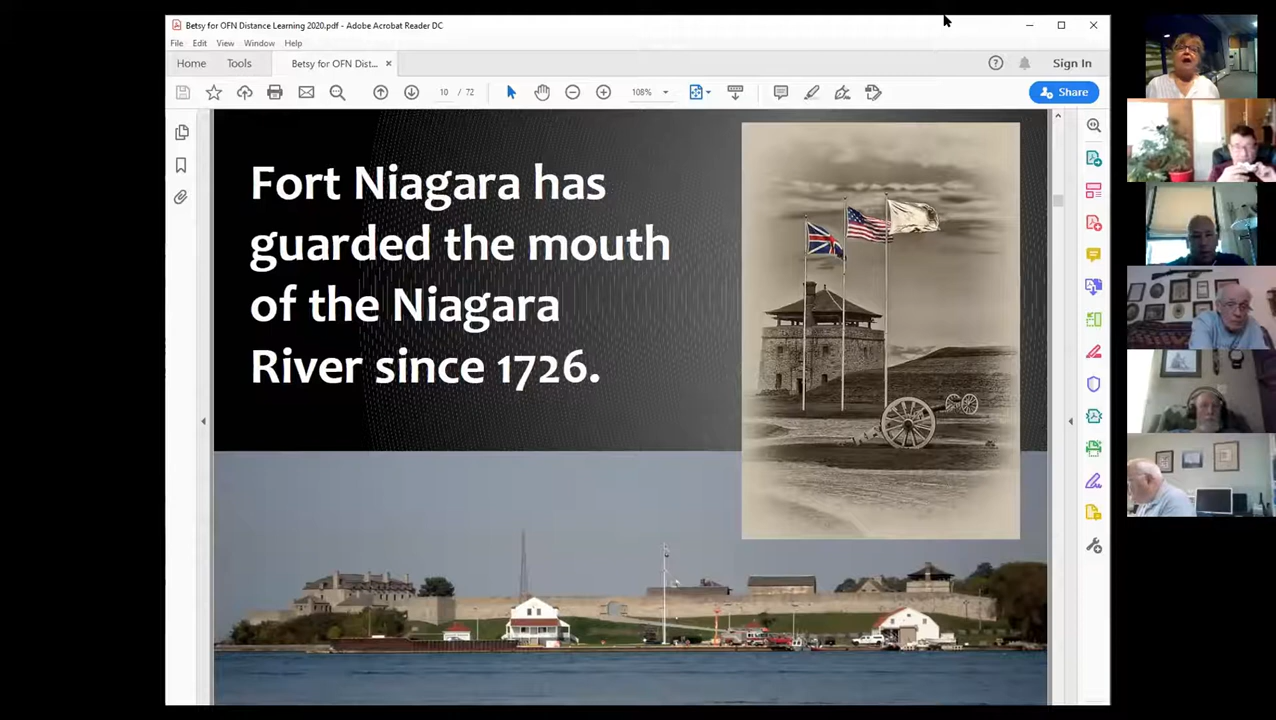 Betsy for OFN Distance Learning 2020.pdf - Adobe Acrobat Reader DC
File Edit View Window Help
Home Tools Betsy for OFN Dist... × Sign In
10 / 72 108% Share
Fort Niagara has
guarded the mouth
of the Niagara
River since 1726.